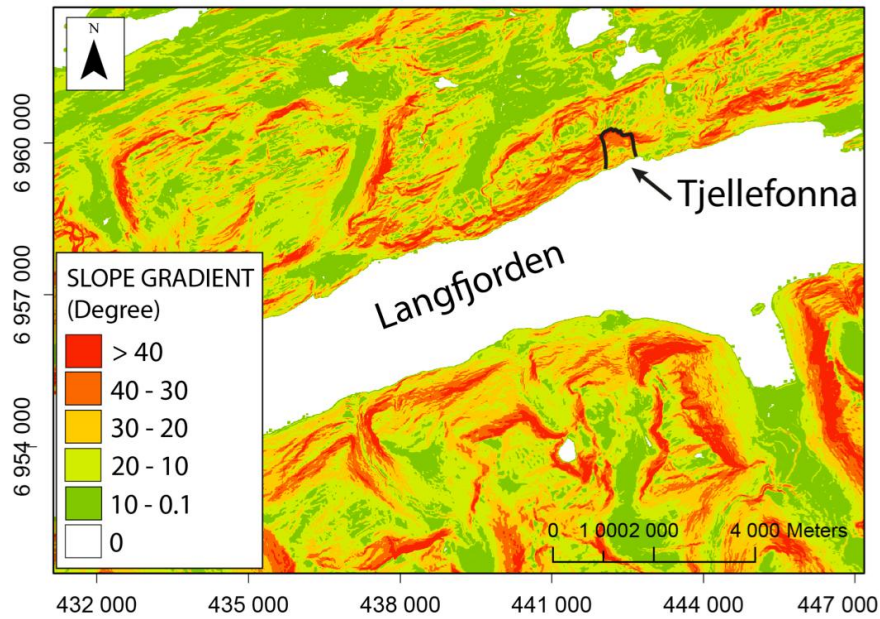 N
6 960 000
6 957 000
6 954 000
Tjellefonna
Langfjorden
SLOPE GRADIENT
(Degree)
> 40
40 - 30
30 - 20
20 - 10
10 - 0.1
0
0 1 0002 000 4 000 Meters
432 000 435 000 438 000 441 000 444 000 447 000